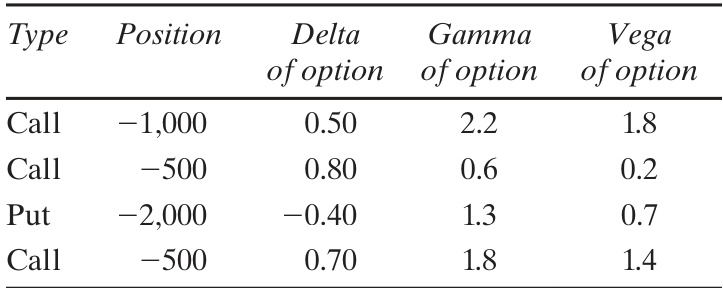 Type Position Delta of option Gamma of option Vega of option
Call −1,000 0.50 2.2 1.8
Call −500 0.80 0.6 0.2
Put −2,000 −0.40 1.3 0.7
Call −500 0.70 1.8 1.4